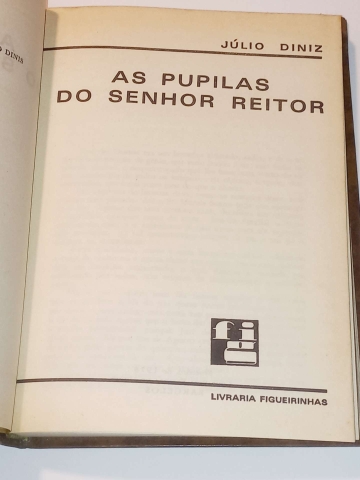 JÚLIO DINIZ
AS PUPILAS
DO SENHOR REITOR
LIVRARIA FIGUEIRINHAS